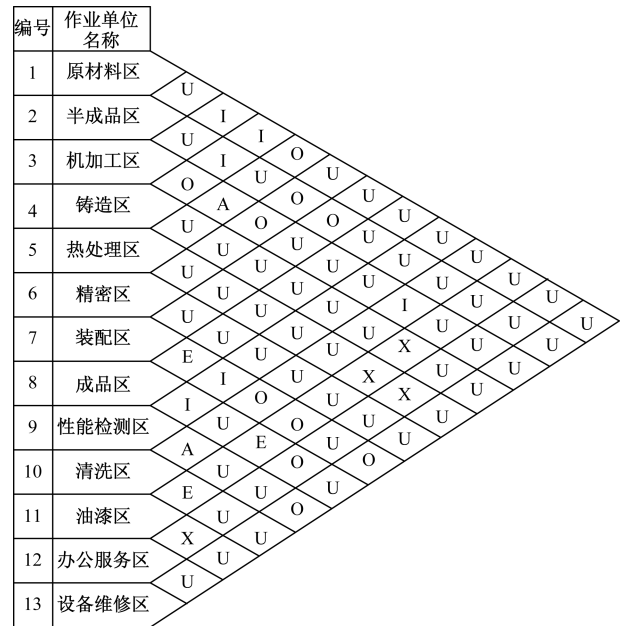 编号 作业单位
名称
1 原材料区
U
I
2 半成品区
U I
I O
3 机加工区
O U U
A O U
4 铸造区
U O O U
U U U U
5 热处理区
U U U U U
U U U U U
6 精密区
U U U I U U
U U U U U U
7 装配区
E U U X U U
I U X U U
8 成品区
I O U X U
U O U U
9 性能检测区
A E U U
U O O
10 清洗区
E U U
U O
11 油漆区
X U
U
12 办公服务区
U
13 设备维修区